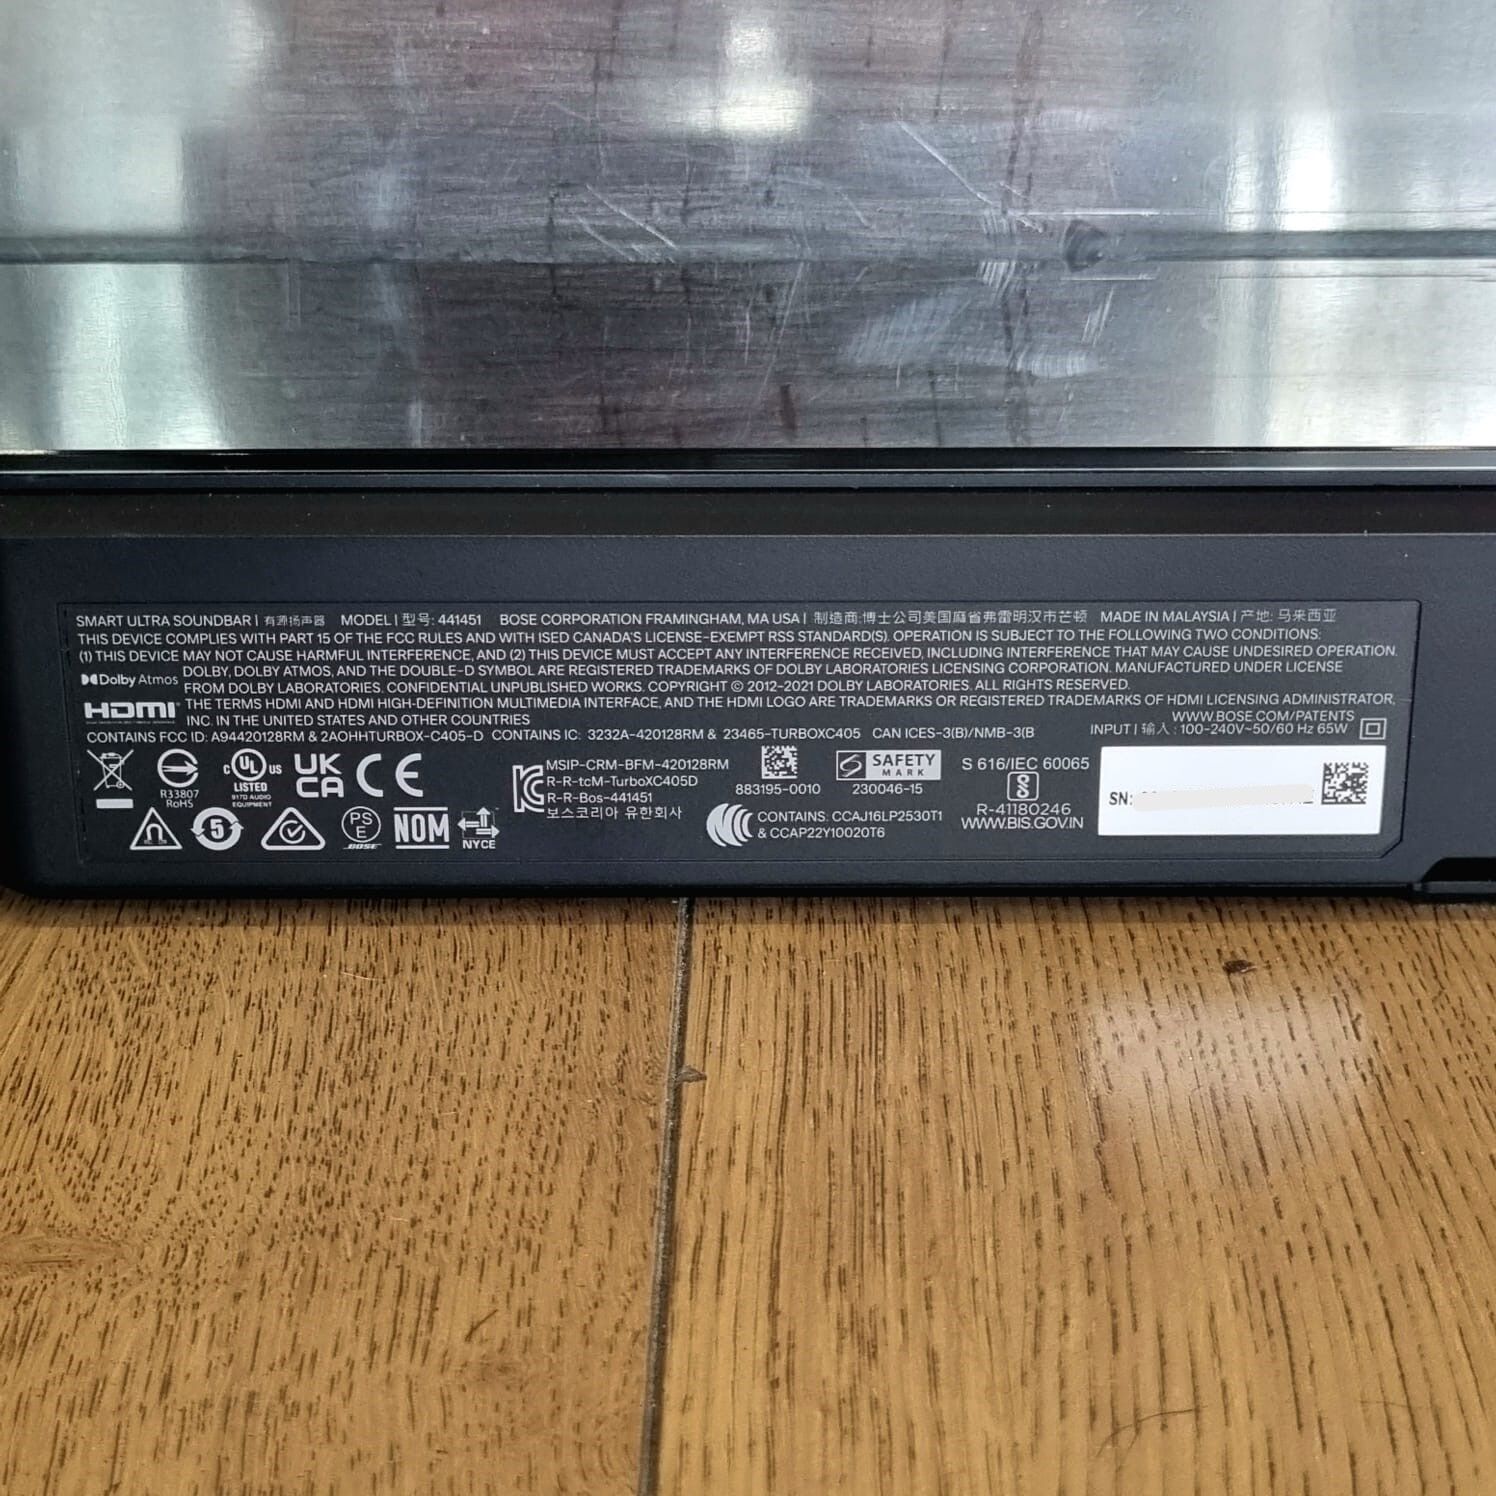 SMART ULTRA SOUNDBAR | 有源扬声器 MODEL | 型号: 441451 BOSE CORPORATION FRAMINGHAM, MA USA | 制造商:博士公司美国麻省弗雷明汉市芒顿 MADE IN MALAYSIA | 产地: 马来西亚
THIS DEVICE COMPLIES WITH PART 15 OF THE FCC RULES AND WITH ISED CANADA'S LICENSE-EXEMPT RSS STANDARD(S). OPERATION IS SUBJECT TO THE FOLLOWING TWO CONDITIONS:
(1) THIS DEVICE MAY NOT CAUSE HARMFUL INTERFERENCE, AND (2) THIS DEVICE MUST ACCEPT ANY INTERFERENCE RECEIVED, INCLUDING INTERFERENCE THAT MAY CAUSE UNDESIRED OPERATION.
Dolby Atmos DOLBY, DOLBY ATMOS, AND THE DOUBLE-D SYMBOL ARE REGISTERED TRADEMARKS OF DOLBY LABORATORIES LICENSING CORPORATION. MANUFACTURED UNDER LICENSE
FROM DOLBY LABORATORIES. CONFIDENTIAL UNPUBLISHED WORKS. COPYRIGHT © 2012-2021 DOLBY LABORATORIES. ALL RIGHTS RESERVED.
HDMI THE TERMS HDMI AND HDMI HIGH-DEFINITION MULTIMEDIA INTERFACE, AND THE HDMI LOGO ARE TRADEMARKS OR REGISTERED TRADEMARKS OF HDMI LICENSING ADMINISTRATOR,
INC. IN THE UNITED STATES AND OTHER COUNTRIES
WWW.BOSE.COM/PATENTS
CONTAINS FCC ID: A94420128RM & 2AOHHTURBOX-C405-D CONTAINS IC: 3232A-420128RM & 23465-TURBOXC405 CAN ICES-3(B)/NMB-3(B)
INPUT | 输入 : 100-240V~50/60 Hz 65W
R33807
RoHS
c UL US
LISTED
917D AUDIO
EQUIPMENT
UK
CA
CE
5
PS
E
BOSE
NOM
NYCE
MSIP-CRM-BFM-420128RM
R-R-tcM-TurboXC405D
R-R-Bos-441451
보스코리아 유한회사
883195-0010
SAFETY
MARK
230046-15
CONTAINS: CCAJ16LP2530T1
& CCAP22Y10020T6
S 616/IEC 60065
R-41180246
WWW.BIS.GOV.IN
SN: